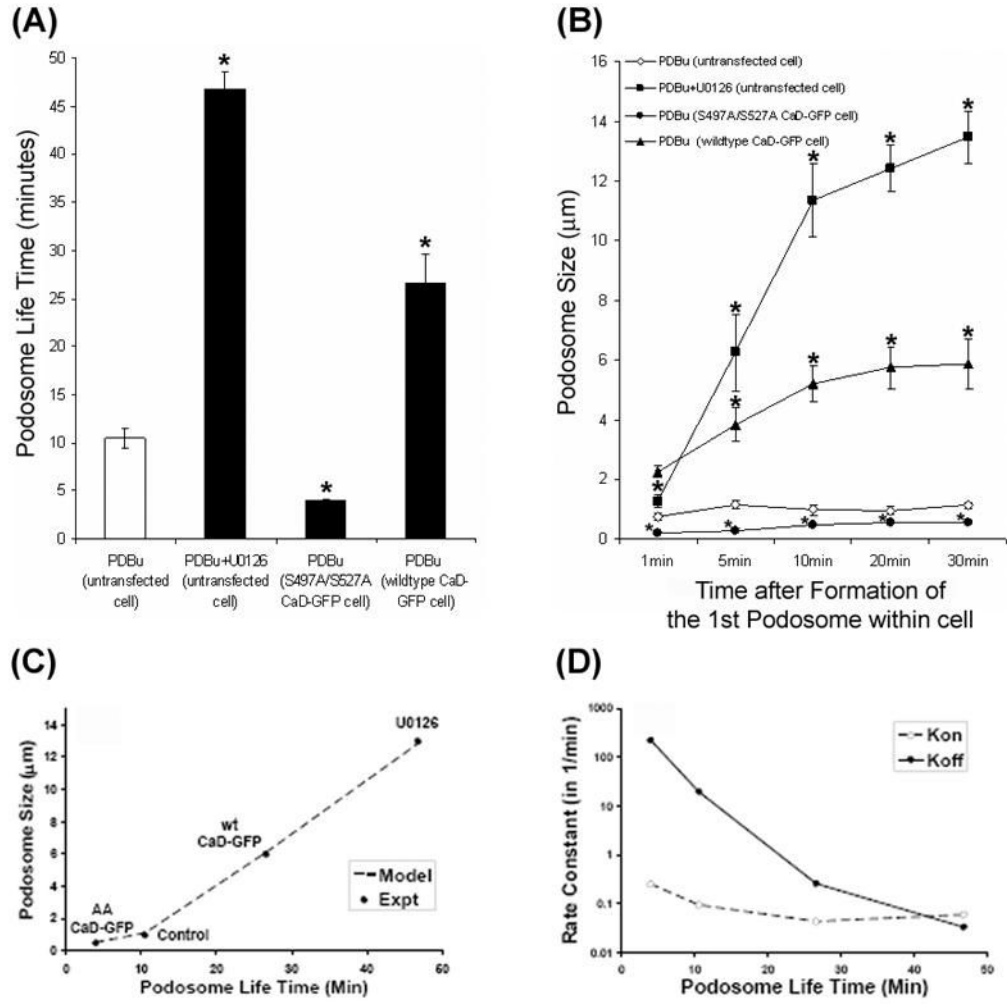 (A)
Podosome Life Time (minutes)
50
45
40
35
30
25
20
15
10
5
0
*
*
*
PDBu
(untransfected
cell)
PDBu+U0126
(untransfected
cell)
PDBu
(S497A/S527A
CaD-GFP cell)
PDBu
(wildtype CaD-
GFP cell)
(B)
Podosome Size (µm)
16
14
12
10
8
6
4
2
0
PDBu (untransfected cell)
PDBu+U0126 (untransfected cell)
PDBu (S497A/S527A CaD-GFP cell)
PDBu (wildtype CaD-GFP cell)
*
*
*
*
*
*
*
*
*
*
*
*
*
*
1min
5min
10min
20min
30min
Time after Formation of
the 1st Podosome within cell
(C)
Podosome Size (µm)
14
12
10
8
6
4
2
0
U0126
wt
CaD-GFP
AA
CaD-GFP
Control
Model
Expt
0
10
20
30
40
50
60
Podosome Life Time (Min)
(D)
Rate Constant (in 1/min)
1000
100
10
1
0.1
0.01
Kon
Koff
0
10
20
30
40
50
Podosome Life Time (Min)